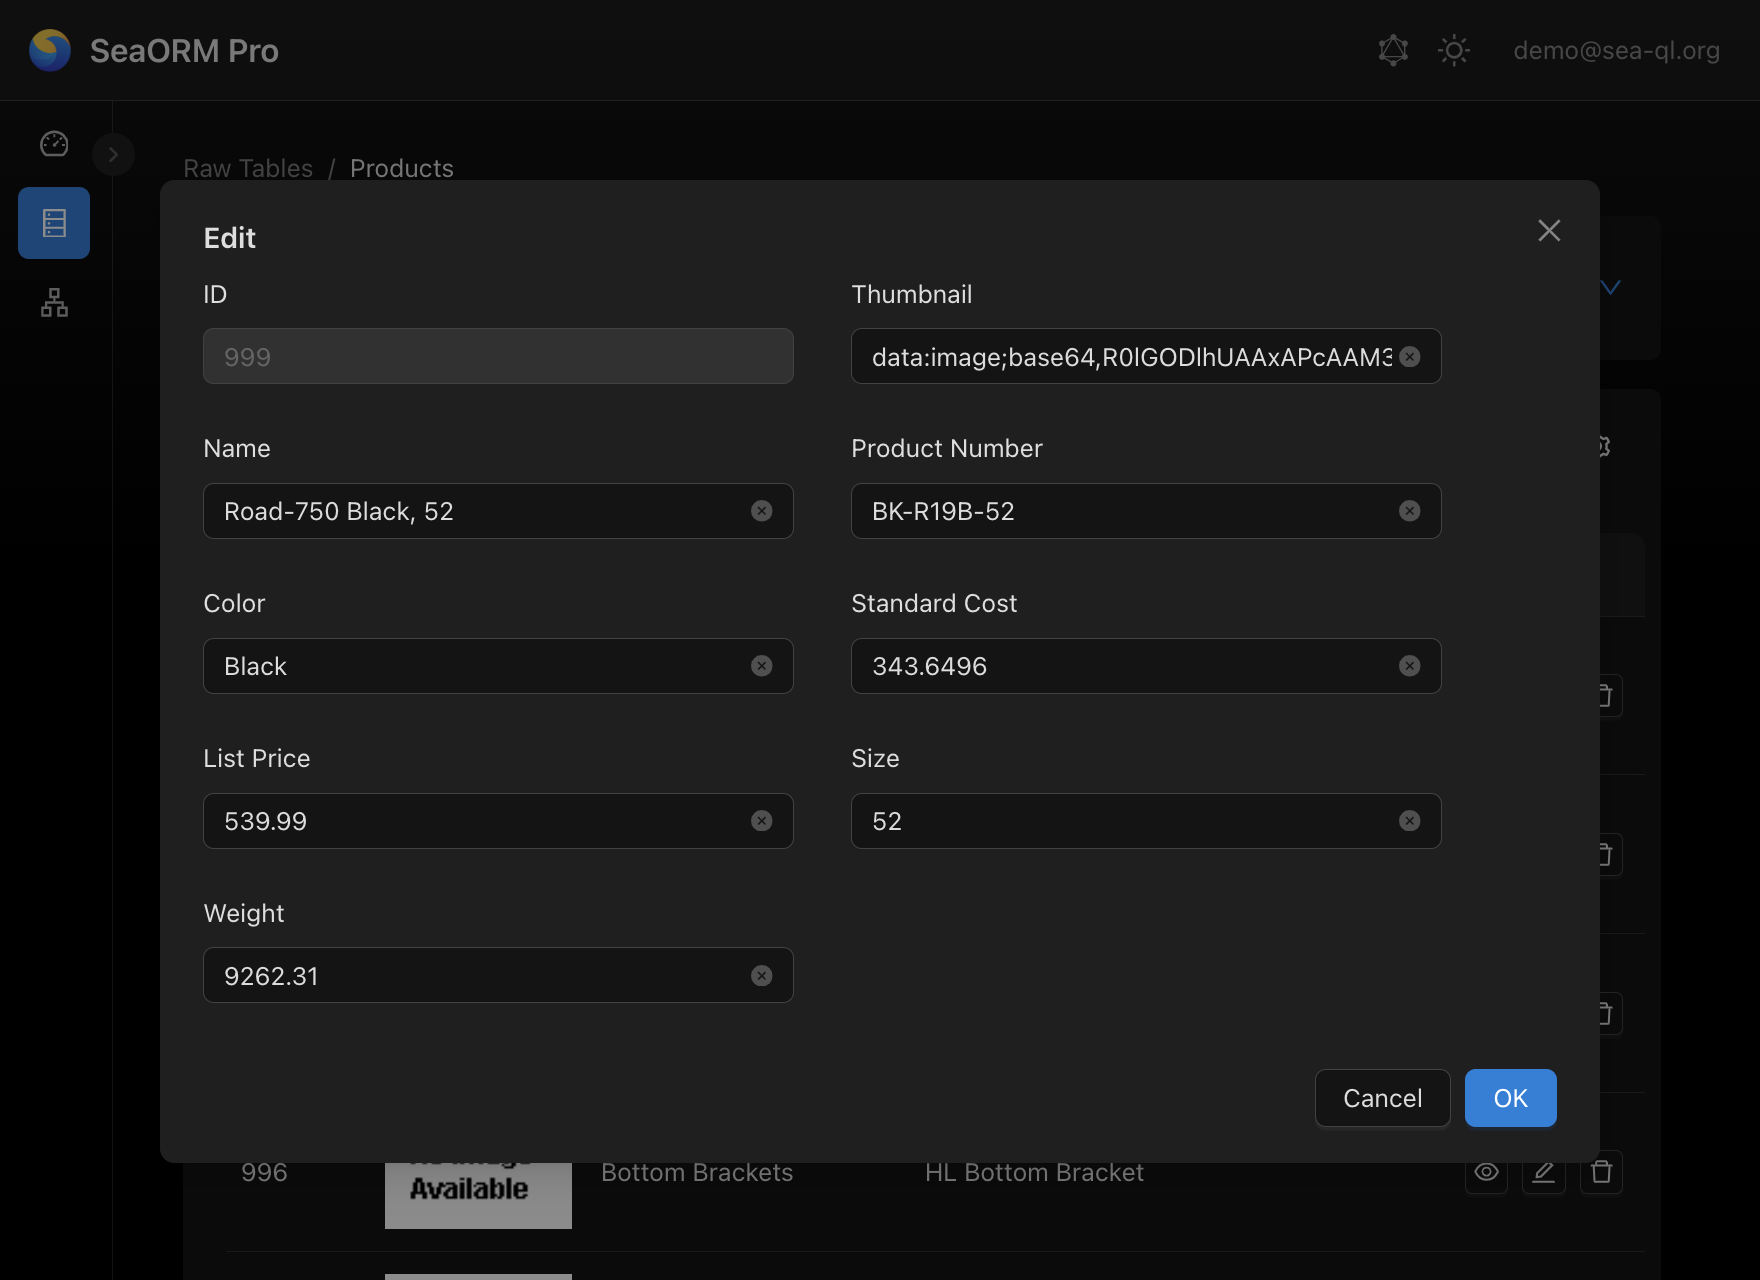 SeaORM Pro
demo@sea-ql.org
Raw Tables / Products
Edit
ID
Thumbnail
999
data:image;base64,R0lGODlhUAAxAPcAAM3
Name
Product Number
Road-750 Black, 52
BK-R19B-52
Color
Standard Cost
Black
343.6496
List Price
Size
539.99
52
Weight
9262.31
Cancel
OK
996
Available
Bottom Brackets
HL Bottom Bracket